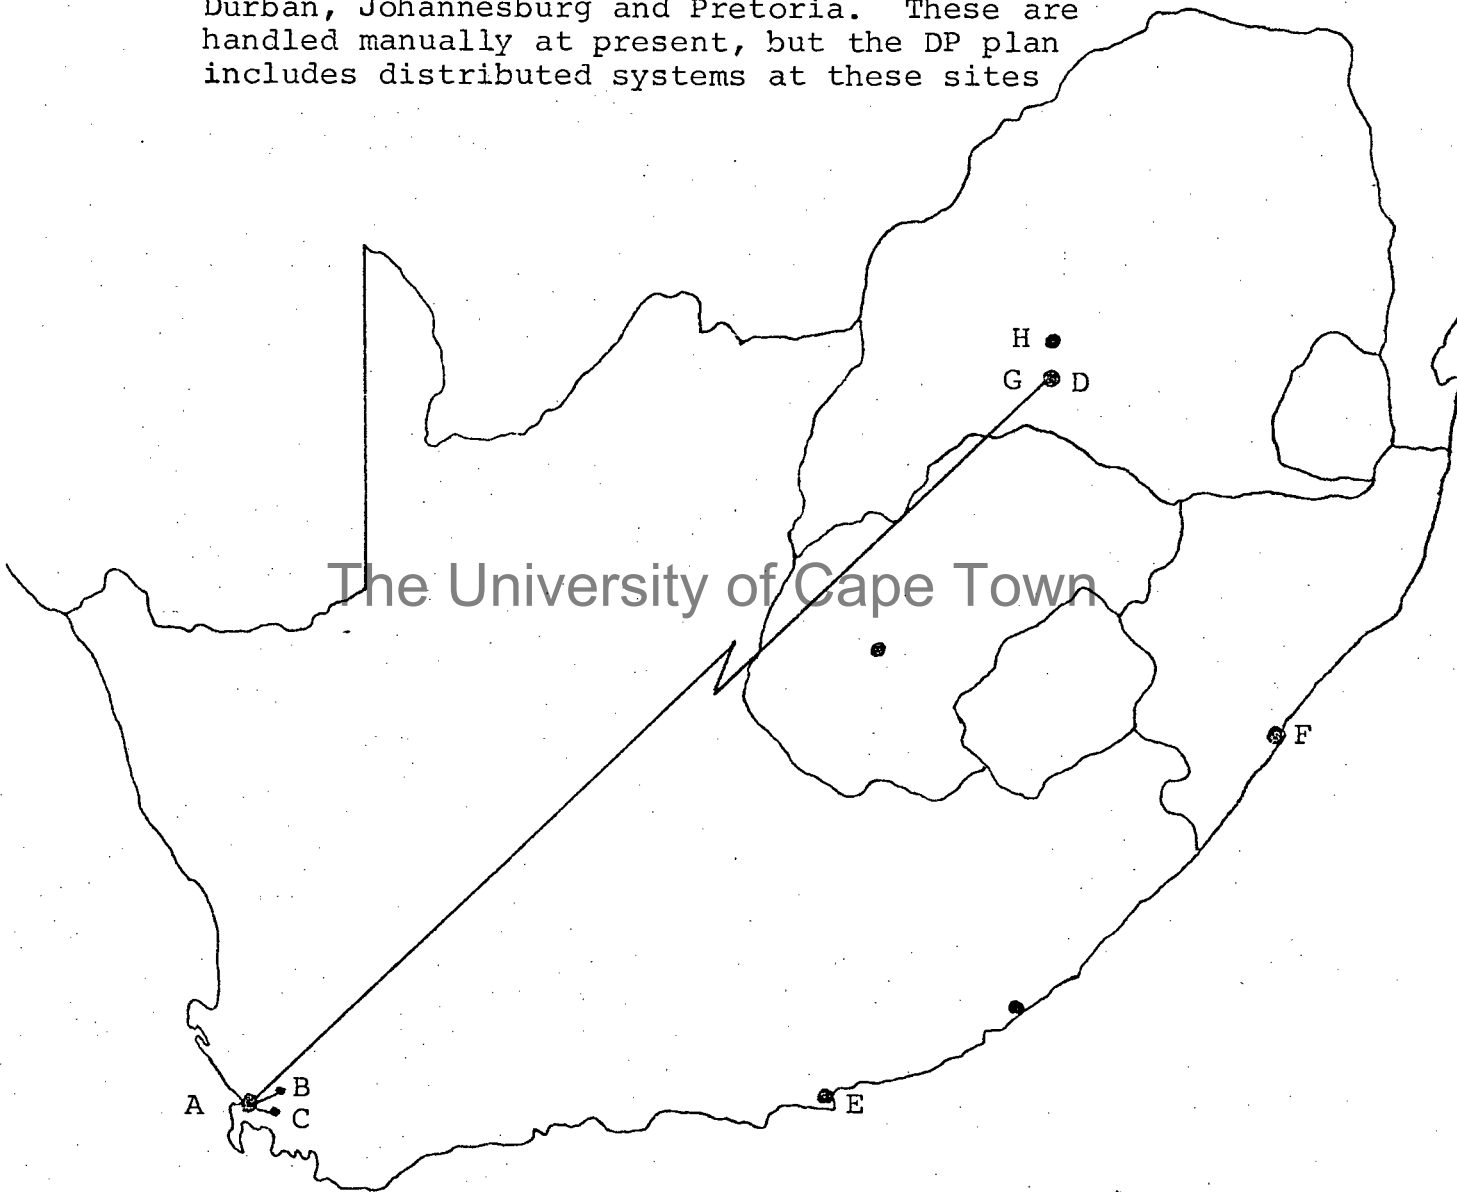 Durban, Johannesburg and Pretoria. These are
handled manually at present, but the DP plan
includes distributed systems at these sites
H
G D
The University of Cape Town
F
B
A
C
E